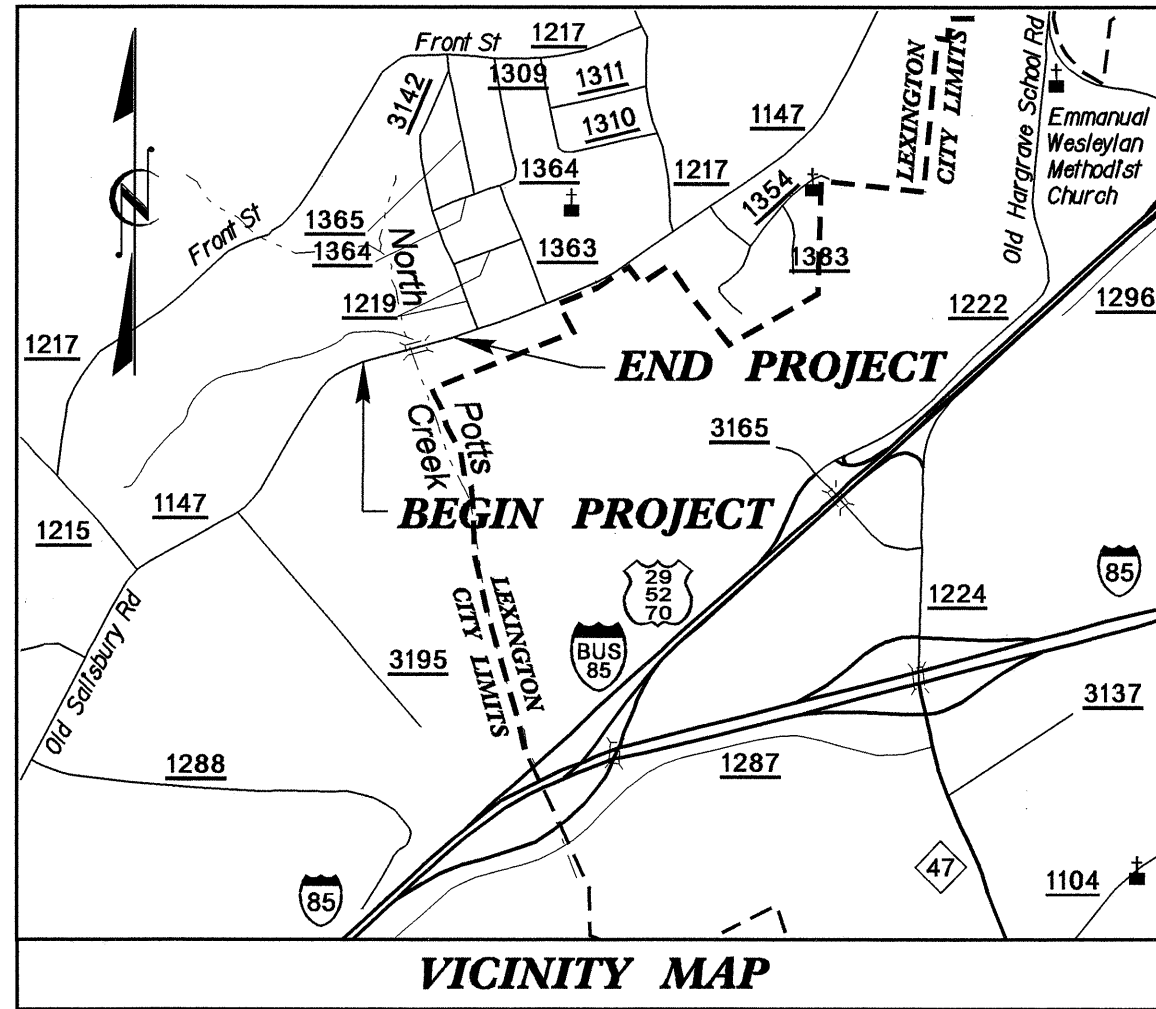 Front St
1217
3142
1309
1311
1310
1147
LEXINGTON
CITY LIMITS
Old Hargrave School Rd
Emmanual
Wesleylan
Methodist
Church
1364
1217
1354
N
Front St
1365
1364
North
1363
1383
1219
1222
1296
1217
END PROJECT
Potts
Creek
3165
1147
BEGIN PROJECT
1215
29
52
70
85
LEXINGTON
CITY LIMITS
BUS
85
1224
Old Salisbury Rd
3195
3137
1288
1287
47
85
1104
VICINITY MAP